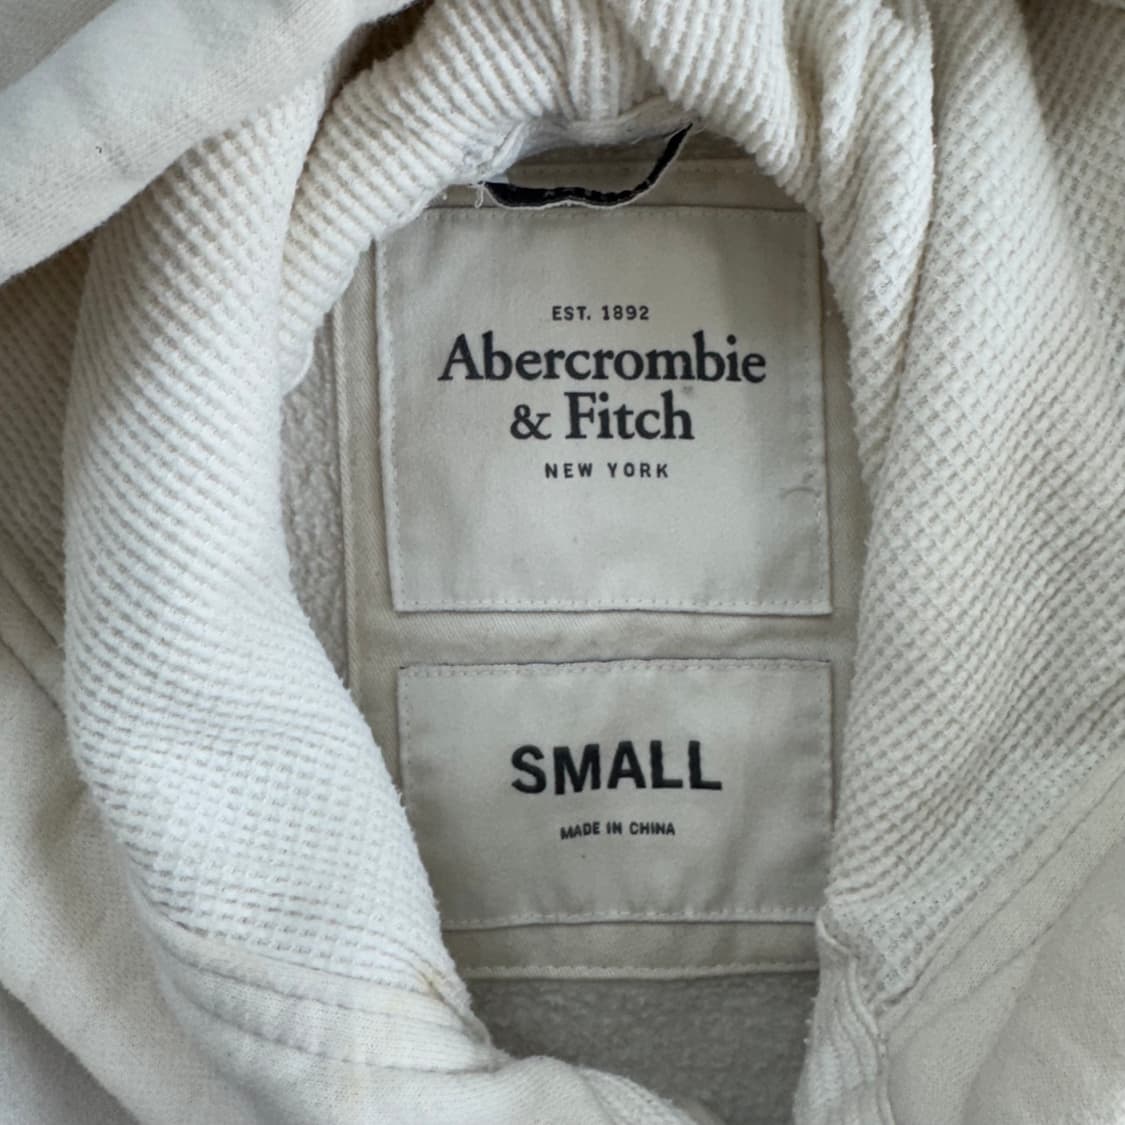 EST. 1892
Abercrombie
& Fitch
NEW YORK
SMALL
MADE IN CHINA